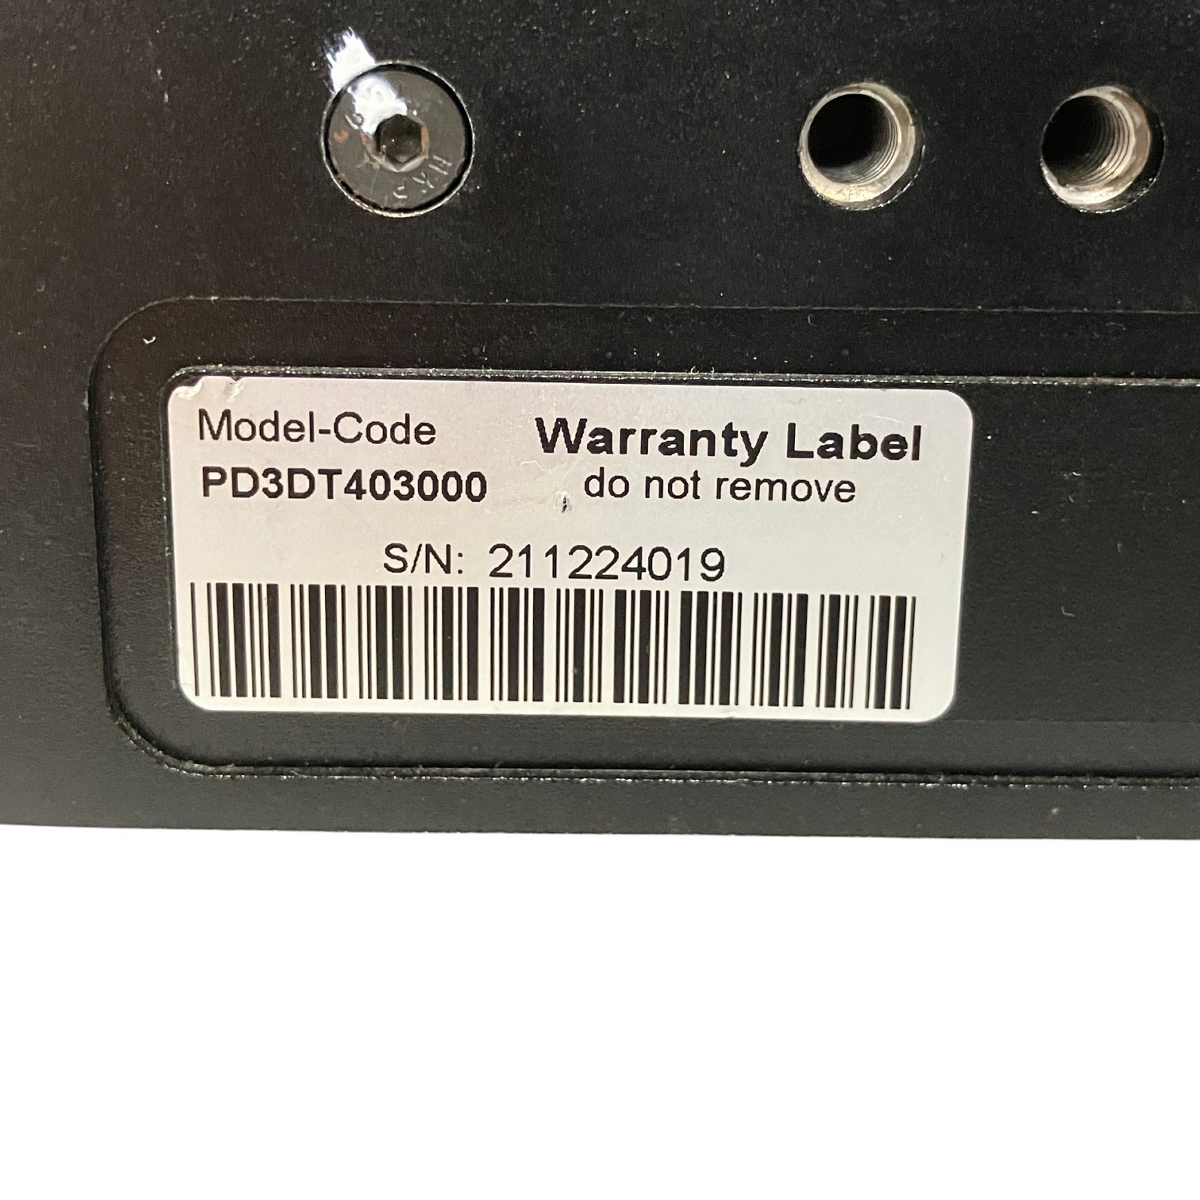 Model-Code
PD3DT403000
Warranty Label
do not remove
S/N: 211224019